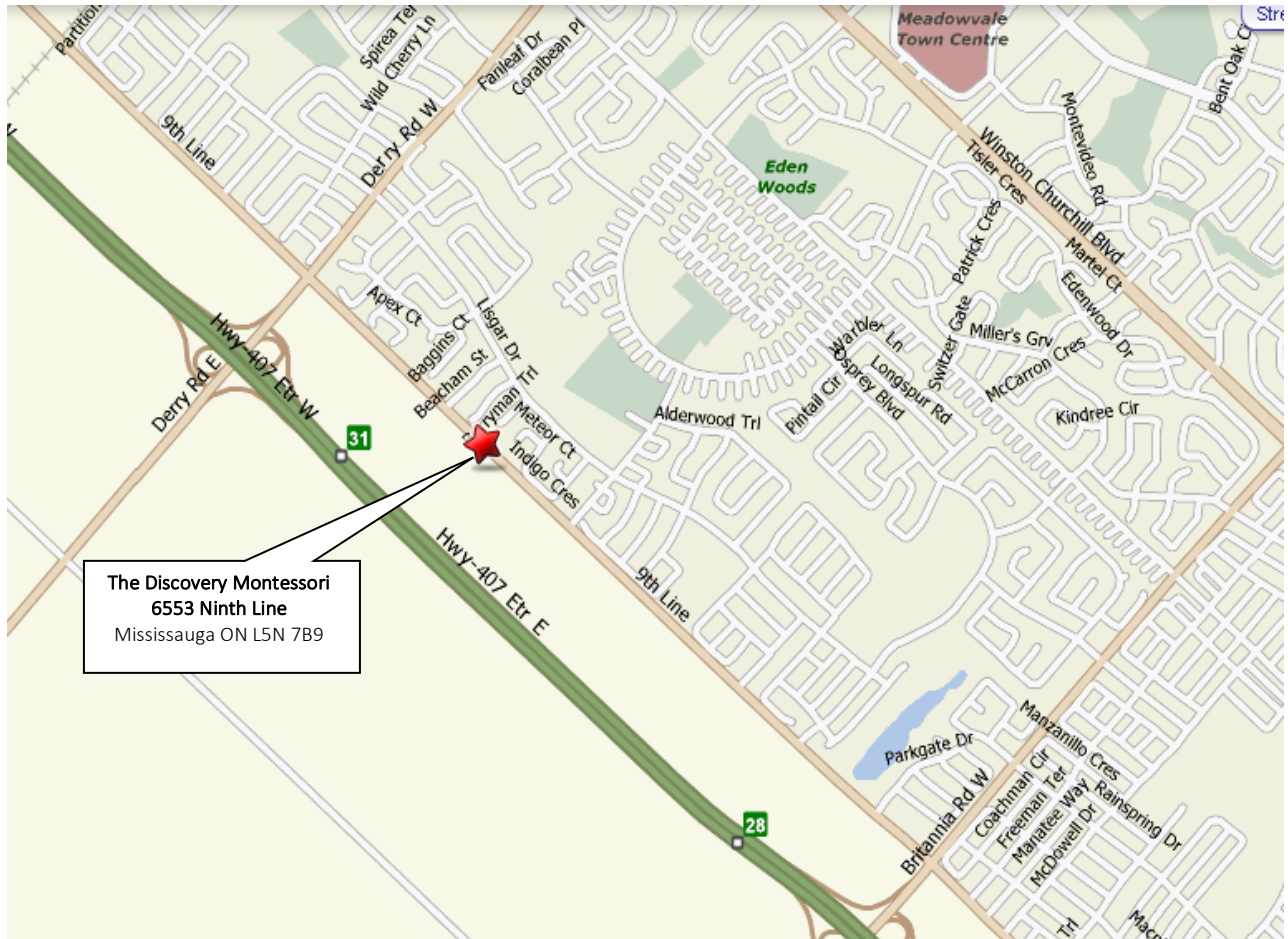 Partition
Spirea Ter
Wild Cherry Ln
Fanleaf Dr
Coralbean Pl
Meadowvale
Town Centre
Stre
Bent Oak C
9th Line
Derry Rd W
Eden
Woods
Montevideo Rd
Winston Churchill Blvd
Tisler Cres
Patrick Cres
Martel Ct
Edenwood Dr
Apex Ct
Lisgar Dr
Baggins Ct
Beacham St
Hwy-407 Etr W
Derry Rd E
Warbler Ln
Switzer Gate
Miller's Grv
McCarron Cres
Osprey Blvd
Longspur Rd
Pintail Cir
Kindree Cir
Alderwood Trl
rryman Trl
Meteor Ct
Indigo Cres
31
Hwy-407 Etr E
9th Line
The Discovery Montessori
6553 Ninth Line
Mississauga ON L5N 7B9
Parkgate Dr
Manzanillo Cres
Britannia Rd W
Coachman Cir
Freeman Ter
Manatee Way
McDowell Dr
Rainspring Dr
28
Trl